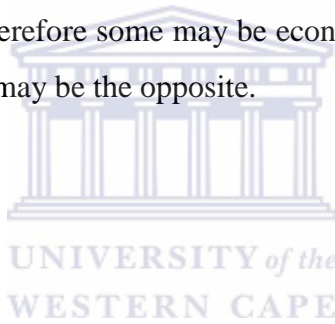 erefore some may be econ
may be the opposite.
UNIVERSITY of the
WESTERN CAPE